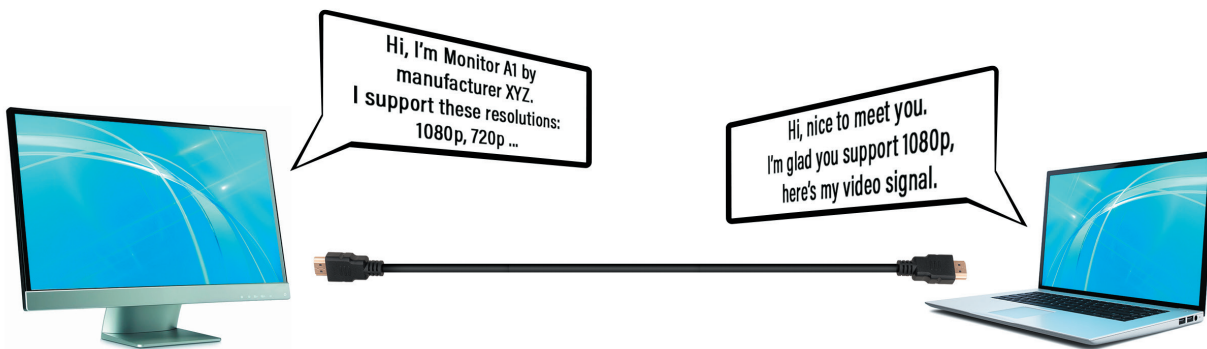 Hi, I'm Monitor A1 by
manufacturer XYZ.
I support these resolutions:
1080p, 720p ...
Hi, nice to meet you.
I'm glad you support 1080p,
here's my video signal.